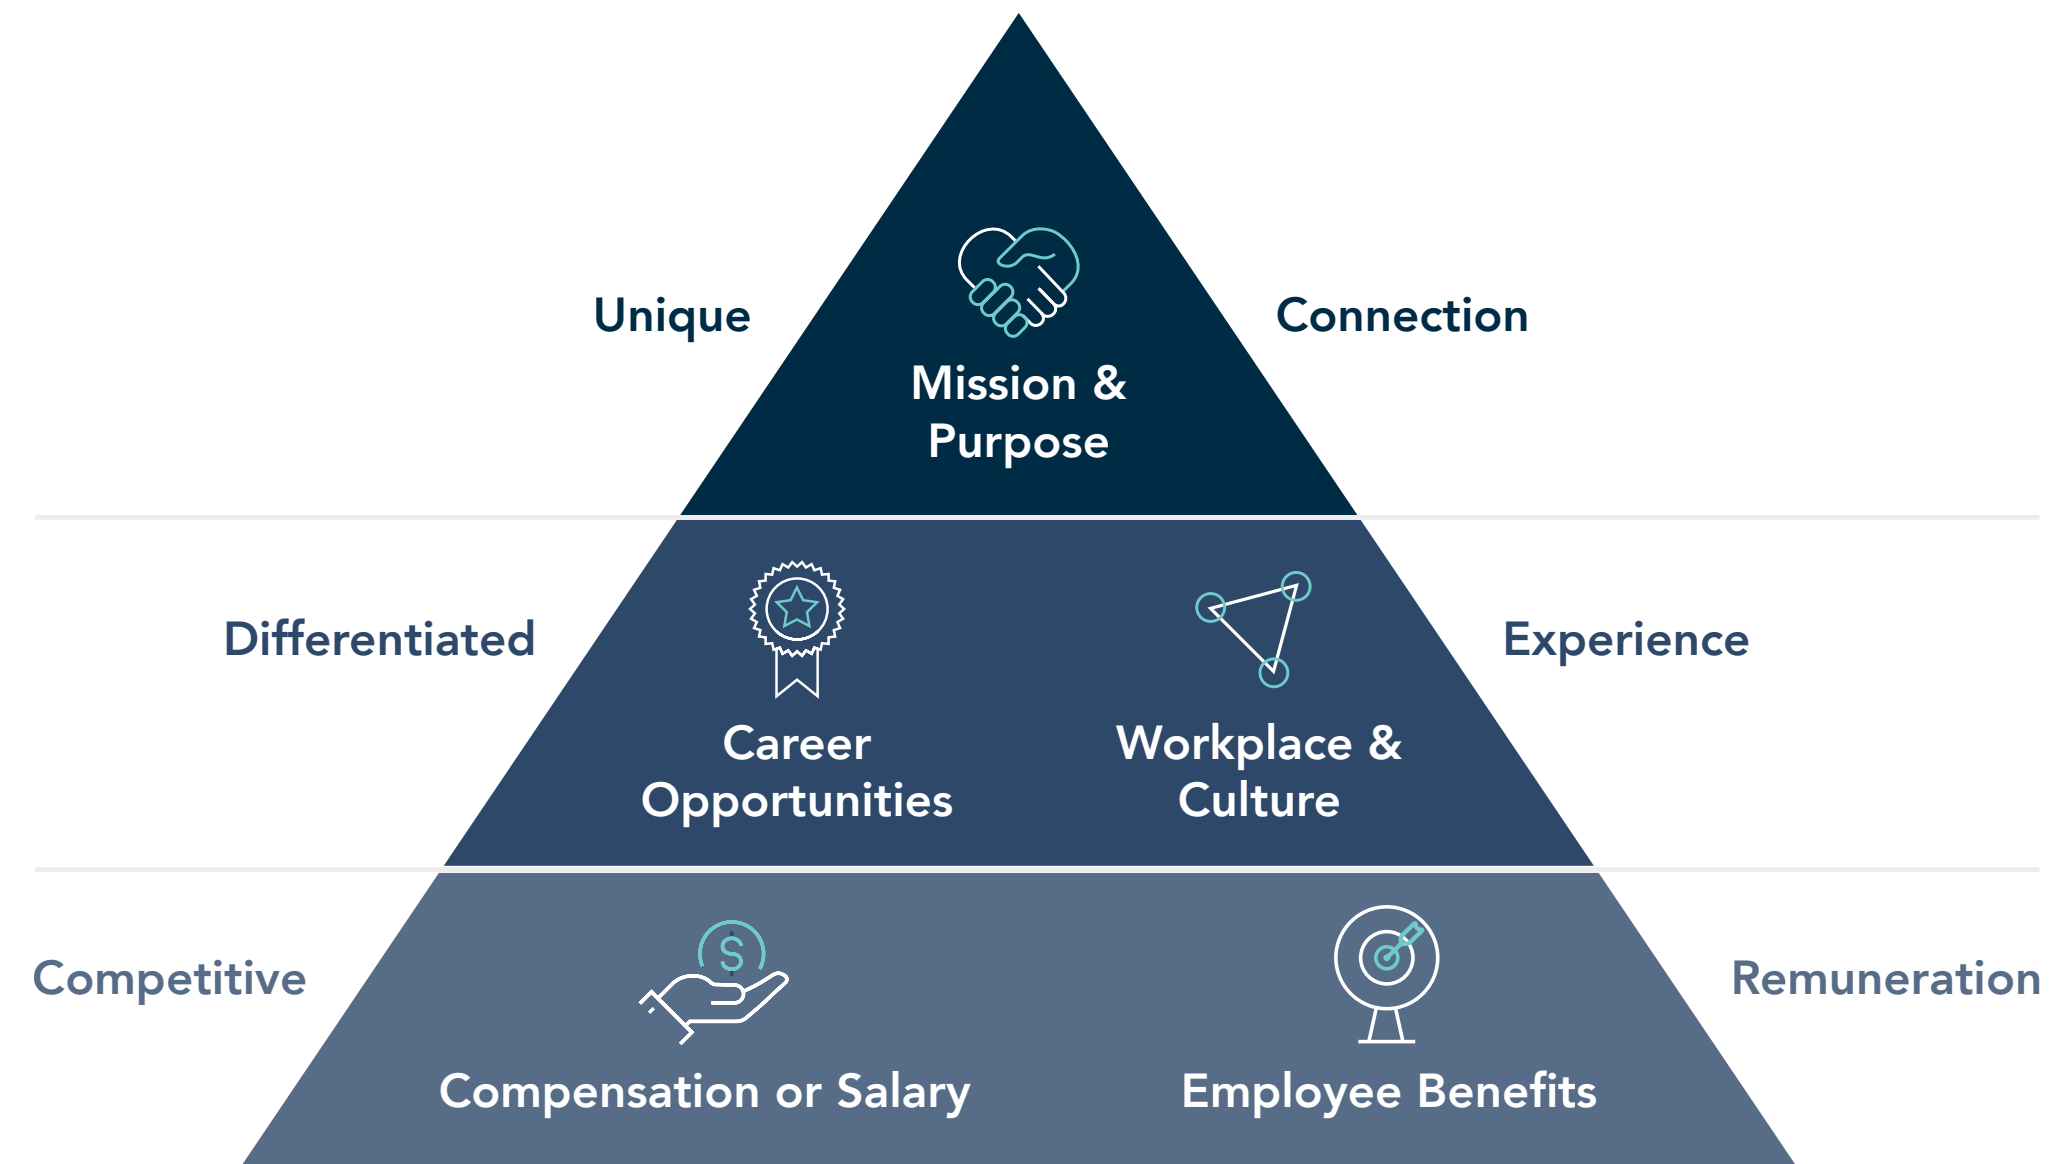 Unique
Connection
Mission &
Purpose
Differentiated
Experience
Career
Opportunities
Workplace &
Culture
Competitive
Remuneration
$
Compensation or Salary
Employee Benefits